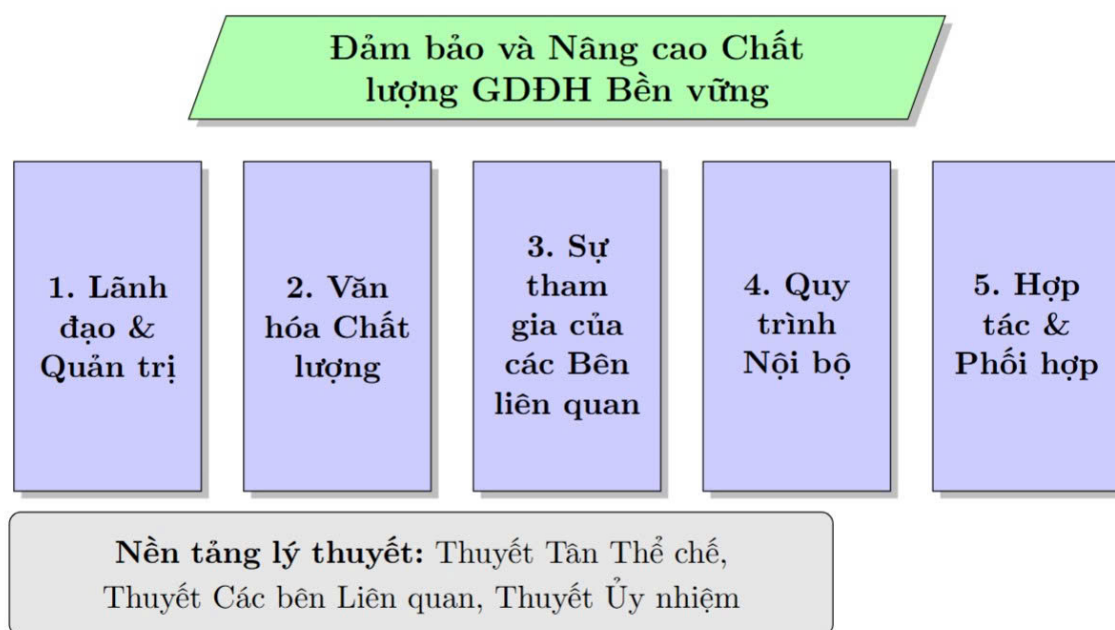 Đảm bảo và Nâng cao Chất
lượng GDĐH Bền vững
1. Lãnh
đạo &
Quản trị
2. Văn
hóa Chất
lượng
3. Sự
tham
gia của
các Bên
liên quan
4. Quy
trình
Nội bộ
5. Hợp
tác &
Phối hợp
Nền tảng lý thuyết: Thuyết Tân Thể chế,
Thuyết Các bên Liên quan, Thuyết Ủy nhiệm